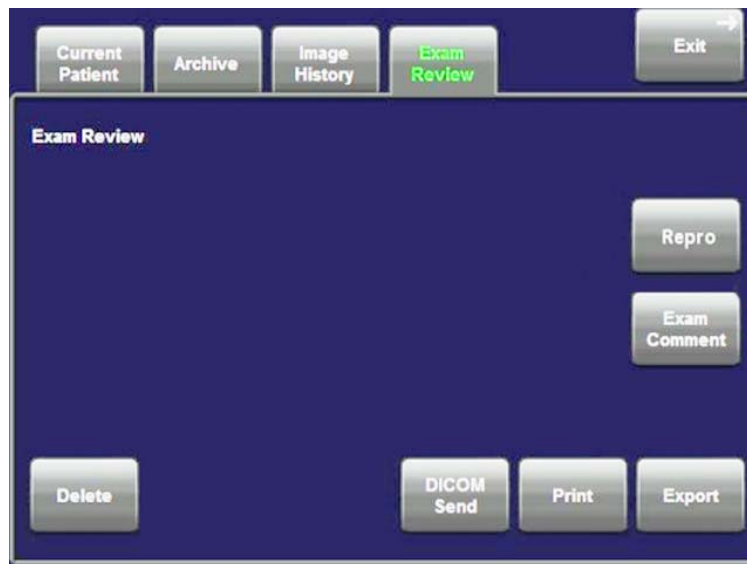 Current
Patient
Archive
Image
History
Exam
Review
Exit
Exam Review
Repro
Exam
Comment
Delete
DICOM
Send
Print
Export